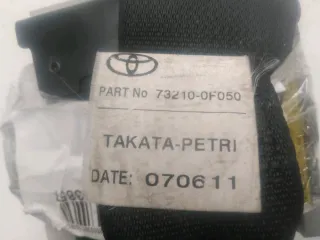 PART No 73210-0F050
TAKATA-PETRI
DATE: 070611